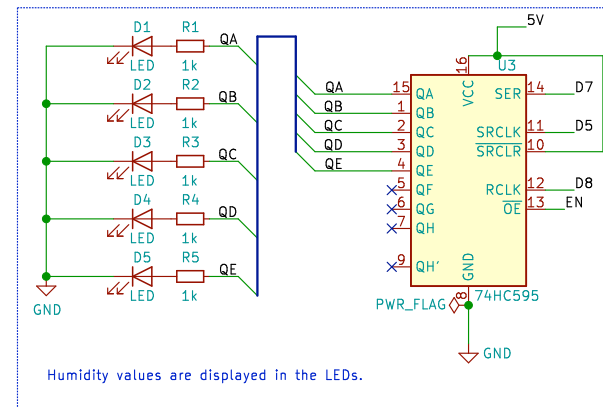 D1 R1
QA
LED 1k
D2 R2
QB
LED 1k
D3 R3
QC
LED 1k
D4 R4
QD
LED 1k
D5 R5
QE
LED 1k
GND
5V
U3
16
VCC
QA 15 QA
QB 1 QB
QC 2 QC
QD 3 QD
QE 4 QE
5 QF
6 QG
7 QH
9 QH'
SER 14 D7
SRCLK 11 D5
SRCLR 10
RCLK 12 D8
OE 13 EN
GND
8
PWR_FLAG
74HC595
GND
Humidity values are displayed in the LEDs.